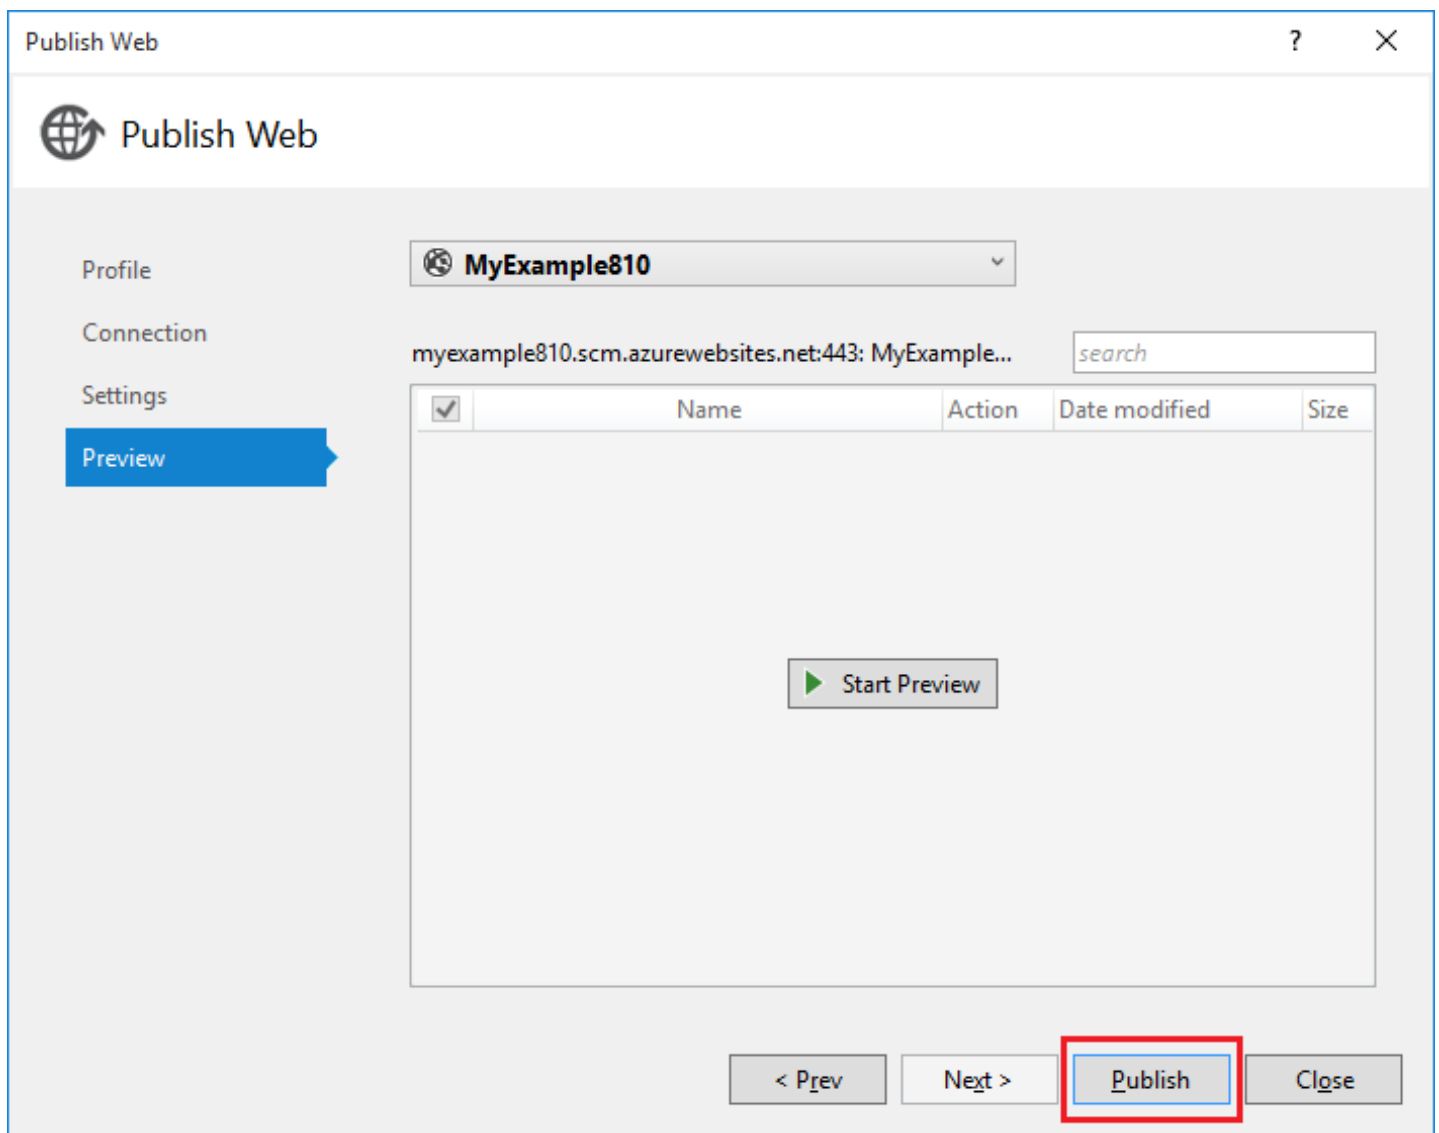 Publish Web ?
Publish Web
Profile
Connection
Settings
Preview
MyExample810
myexample810.scm.azurewebsites.net:443: MyExample... search
Name Action Date modified Size
Start Preview
< Prev Next > Publish Close